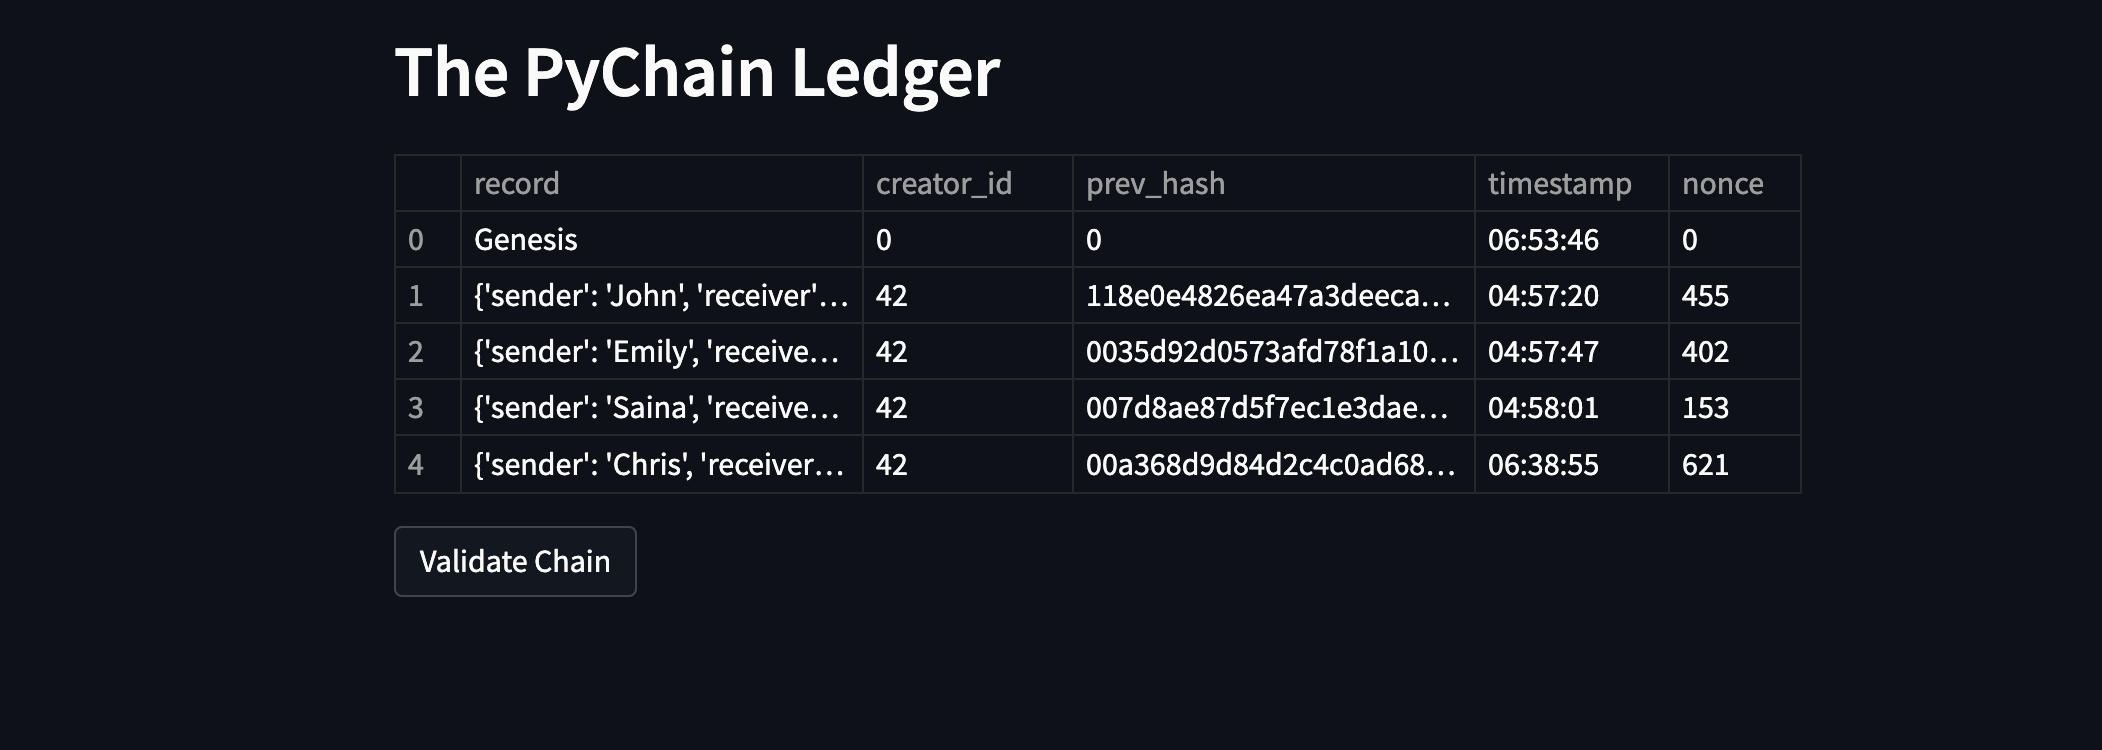 The PyChain Ledger
record creator_id prev_hash timestamp nonce
0 Genesis 0 0 06:53:46 0
1 {'sender': 'John', 'receiver'... 42 118e0e4826ea47a3deeca... 04:57:20 455
2 {'sender': 'Emily', 'receive... 42 0035d92d0573afd78f1a10... 04:57:47 402
3 {'sender': 'Saina', 'receive... 42 007d8ae87d5f7ec1e3dae... 04:58:01 153
4 {'sender': 'Chris', 'receiver... 42 00a368d9d84d2c4c0ad68... 06:38:55 621
Validate Chain